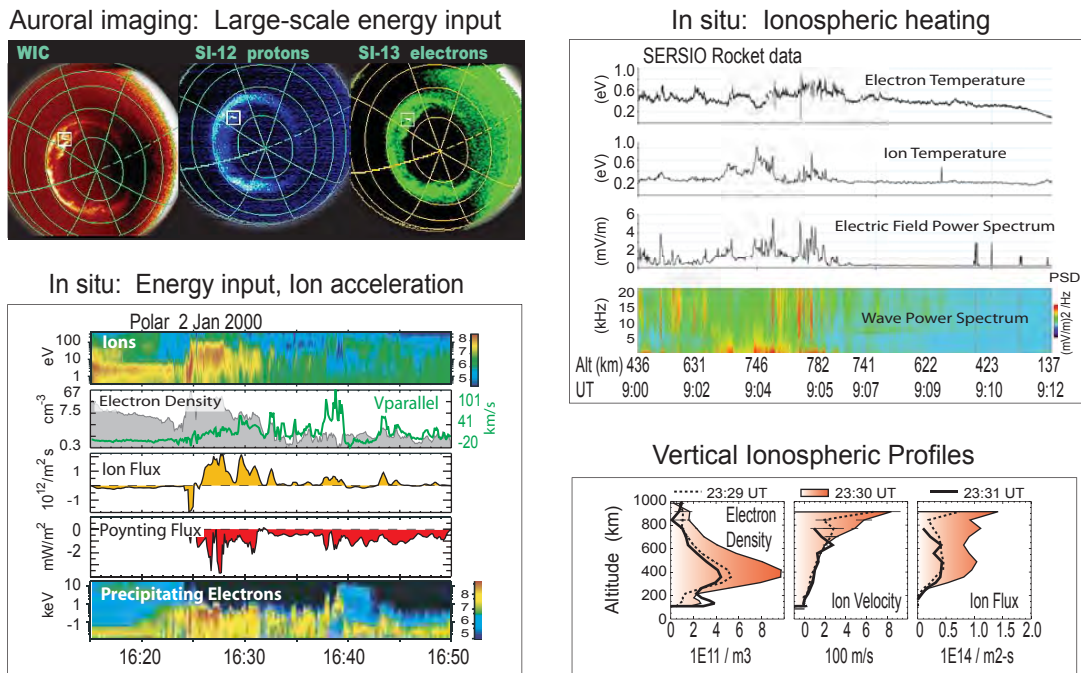 Auroral imaging: Large-scale energy input
WIC
SI-12 protons
SI-13 electrons
In situ: Energy input, Ion acceleration
Polar 2 Jan 2000
Ions
eV
100
10
1
8
7
6
5
Electron Density
Vparallel
cm-3
67
7.5
0.3
101
41
-20
km/s
Ion Flux
10^12/m^2 s
1
-1
Poynting Flux
mW/m^2
0
-2
Precipitating Electrons
keV
10
-1
8
7
6
5
16:20 16:30 16:40 16:50
In situ: Ionospheric heating
SERSIO Rocket data
Electron Temperature
(eV)
1.0
0.6
0.2
Ion Temperature
(eV)
1.0
0.6
0.2
Electric Field Power Spectrum
(mV/m)
6
4
2
0
PSD
(mV/m)2 /Hz
Wave Power Spectrum
(kHz)
20
15
10
5
Alt (km) 436 631 746 782 741 622 423 137
UT 9:00 9:02 9:04 9:05 9:07 9:09 9:10 9:12
Vertical Ionospheric Profiles
23:29 UT 23:30 UT 23:31 UT
Altitude (km)
1000
800
600
400
200
0
Electron
Density
Ion Velocity
Ion Flux
0 2 4 6 8
0 2 4 6 8
0 1.0 2.0
1E11 / m3 100 m/s 1E14 / m2-s